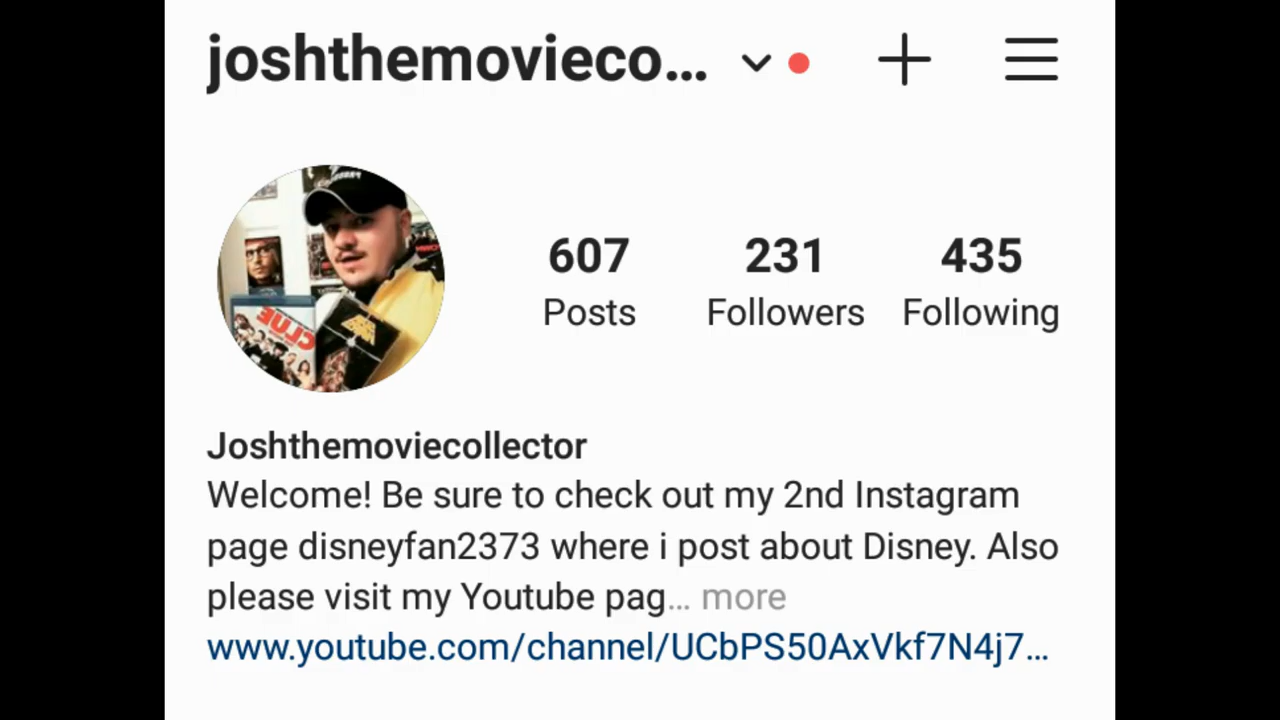 joshthemovieco...
607 231 435
Posts Followers Following
CLUE
Joshthemoviecollector
Welcome! Be sure to check out my 2nd Instagram
page disneyfan2373 where i post about Disney. Also
please visit my Youtube pag... more
www.youtube.com/channel/UCbPS50AxVkf7N4j7...